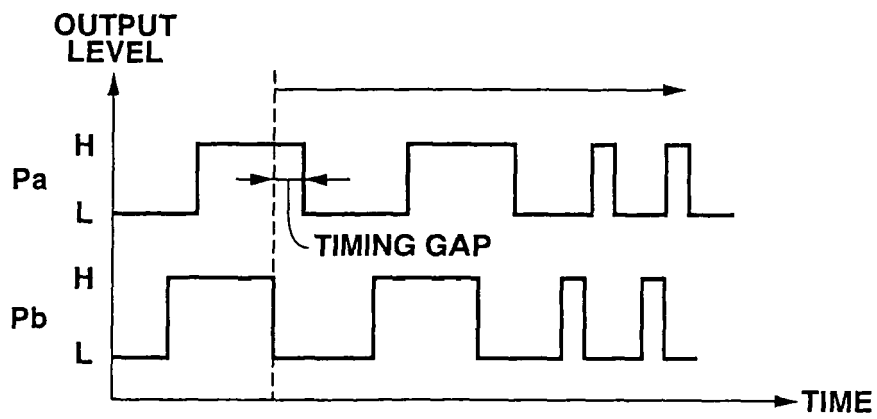 OUTPUT
LEVEL
H
Pa
L
TIMING GAP
H
Pb
L
TIME